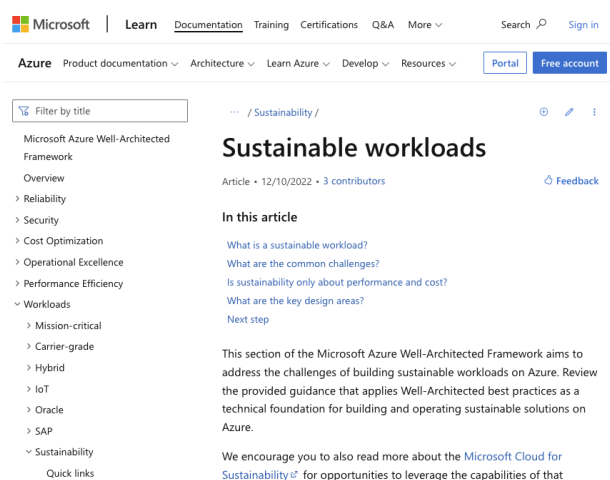 Microsoft Learn Documentation Training Certifications Q&A More Search Sign in
Azure Product documentation Architecture Learn Azure Develop Resources Portal Free account
Filter by title
Microsoft Azure Well-Architected
Framework
Overview
Reliability
Security
Cost Optimization
Operational Excellence
Performance Efficiency
Workloads
Mission-critical
Carrier-grade
Hybrid
IoT
Oracle
SAP
Sustainability
Quick links
··· / Sustainability /
Sustainable workloads
Article • 12/10/2022 • 3 contributors
Feedback
In this article
What is a sustainable workload?
What are the common challenges?
Is sustainability only about performance and cost?
What are the key design areas?
Next step
This section of the Microsoft Azure Well-Architected Framework aims to
address the challenges of building sustainable workloads on Azure. Review
the provided guidance that applies Well-Architected best practices as a
technical foundation for building and operating sustainable solutions on
Azure.
We encourage you to also read more about the Microsoft Cloud for
Sustainability for opportunities to leverage the capabilities of that